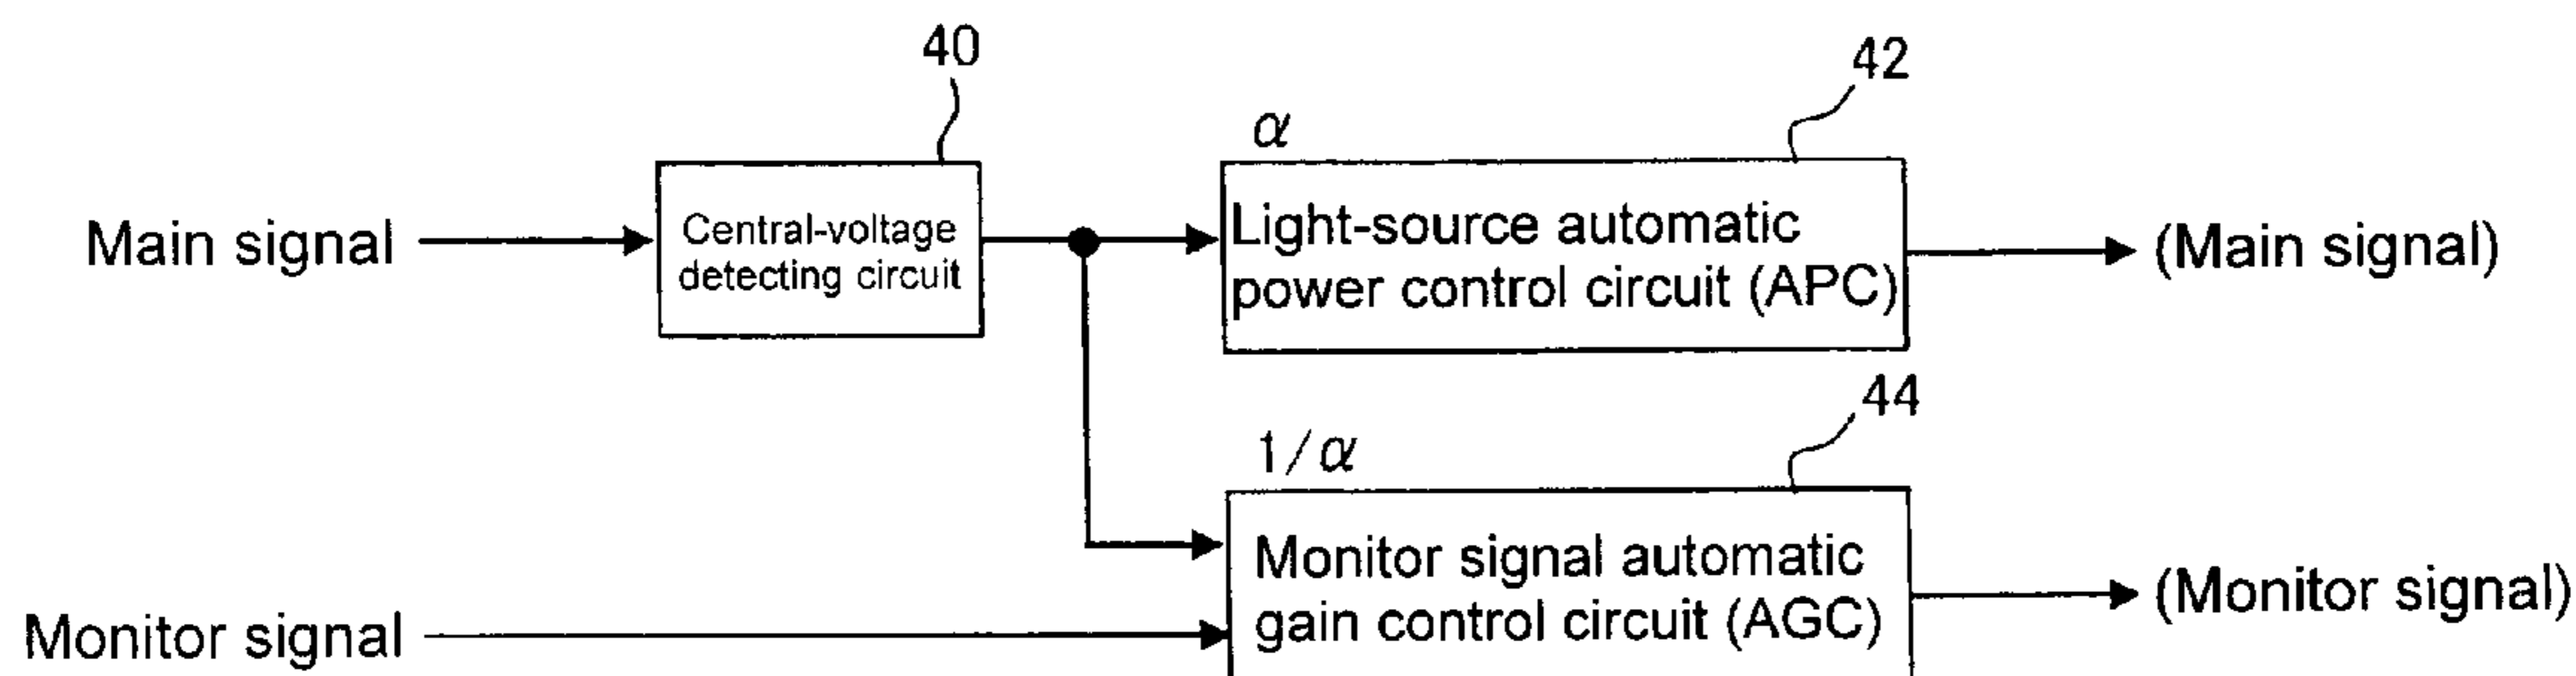 40
42
α
Main signal
Central-voltage
detecting circuit
Light-source automatic
power control circuit (APC)
(Main signal)
44
1/α
Monitor signal automatic
gain control circuit (AGC)
Monitor signal
(Monitor signal)